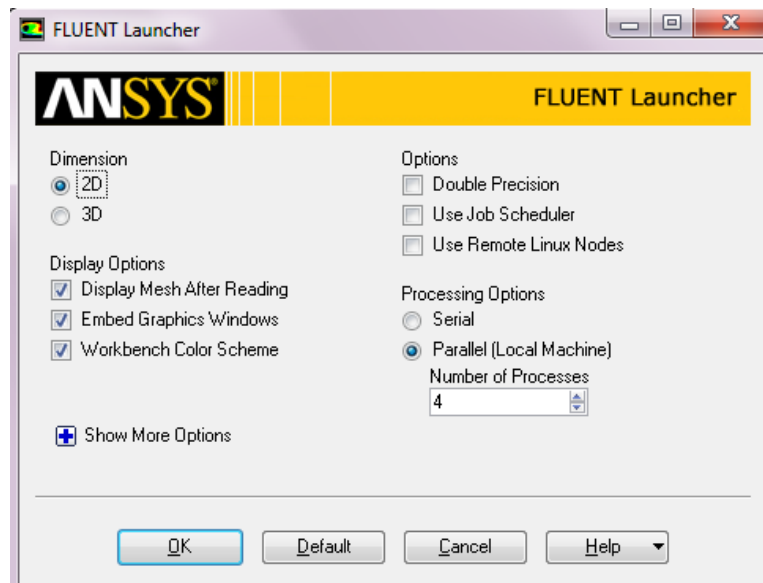 FLUENT Launcher
ANSYS
FLUENT Launcher
Dimension
2D
3D
Display Options
Display Mesh After Reading
Embed Graphics Windows
Workbench Color Scheme
Show More Options
Options
Double Precision
Use Job Scheduler
Use Remote Linux Nodes
Processing Options
Serial
Parallel (Local Machine)
Number of Processes
4
OK
Default
Cancel
Help